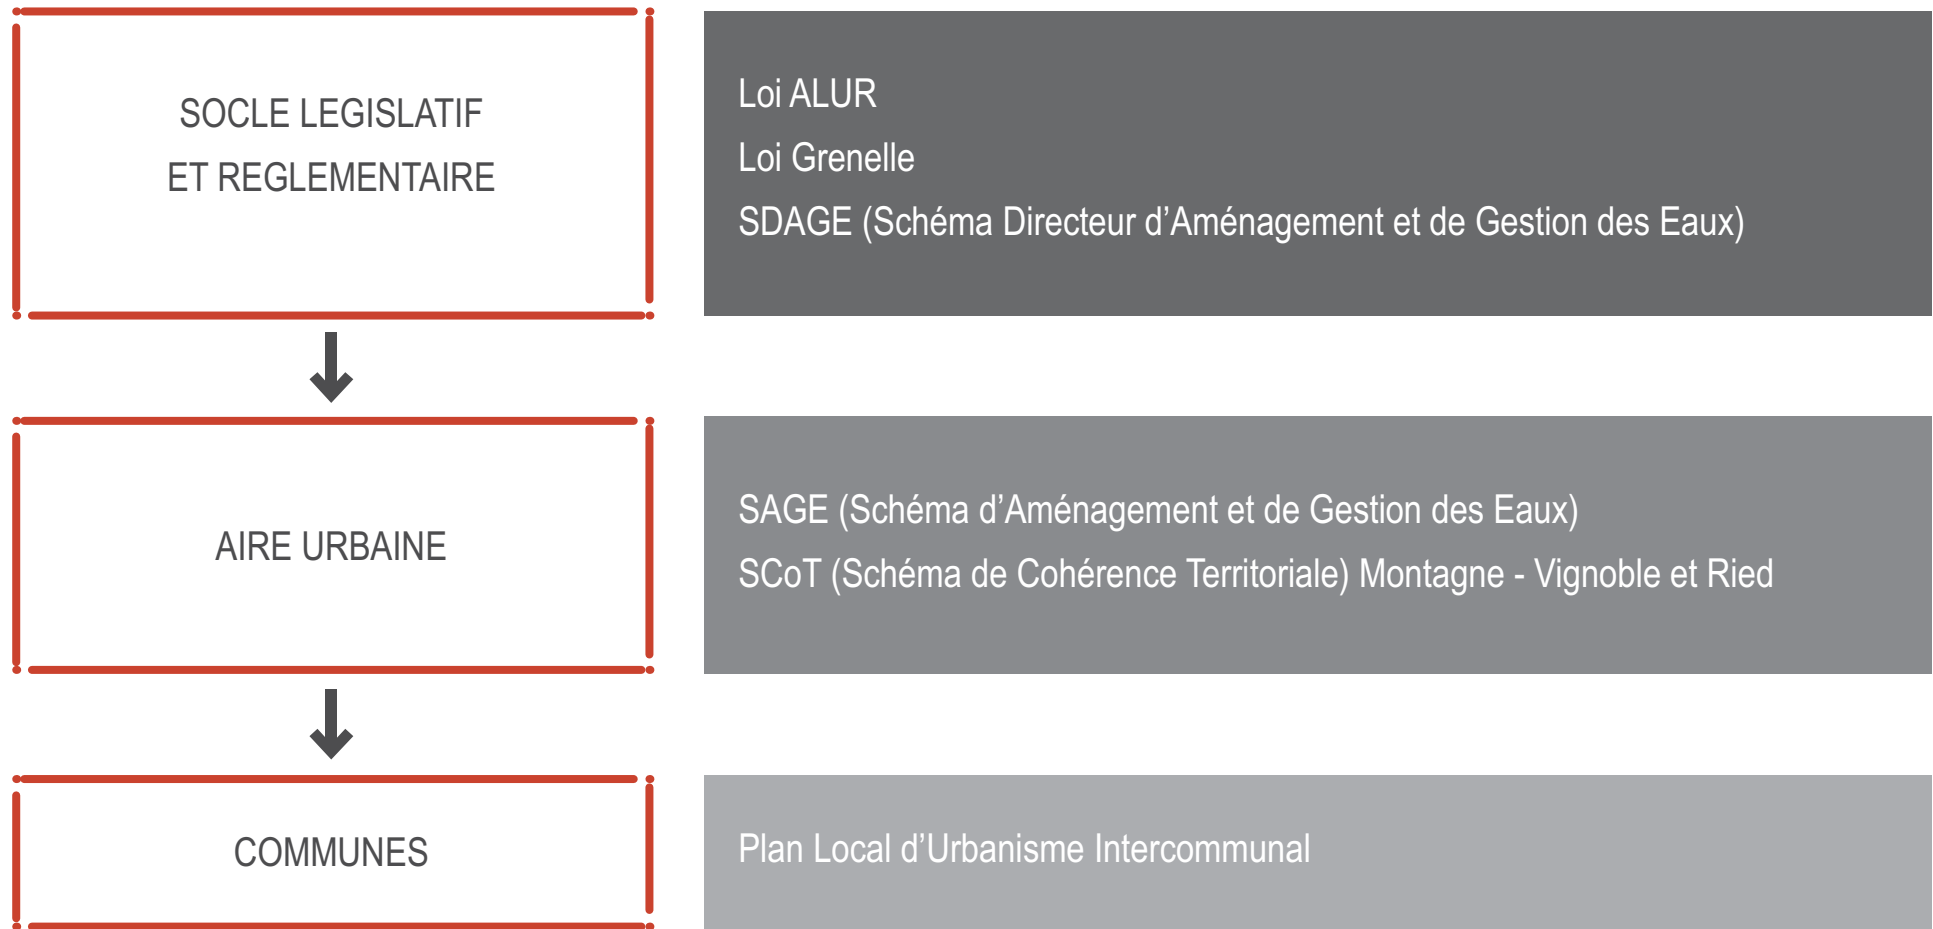 SOCLE LEGISLATIF
ET REGLEMENTAIRE
Loi ALUR
Loi Grenelle
SDAGE (Schéma Directeur d’Aménagement et de Gestion des Eaux)
AIRE URBAINE
SAGE (Schéma d’Aménagement et de Gestion des Eaux)
SCoT (Schéma de Cohérence Territoriale) Montagne - Vignoble et Ried
COMMUNES
Plan Local d’Urbanisme Intercommunal